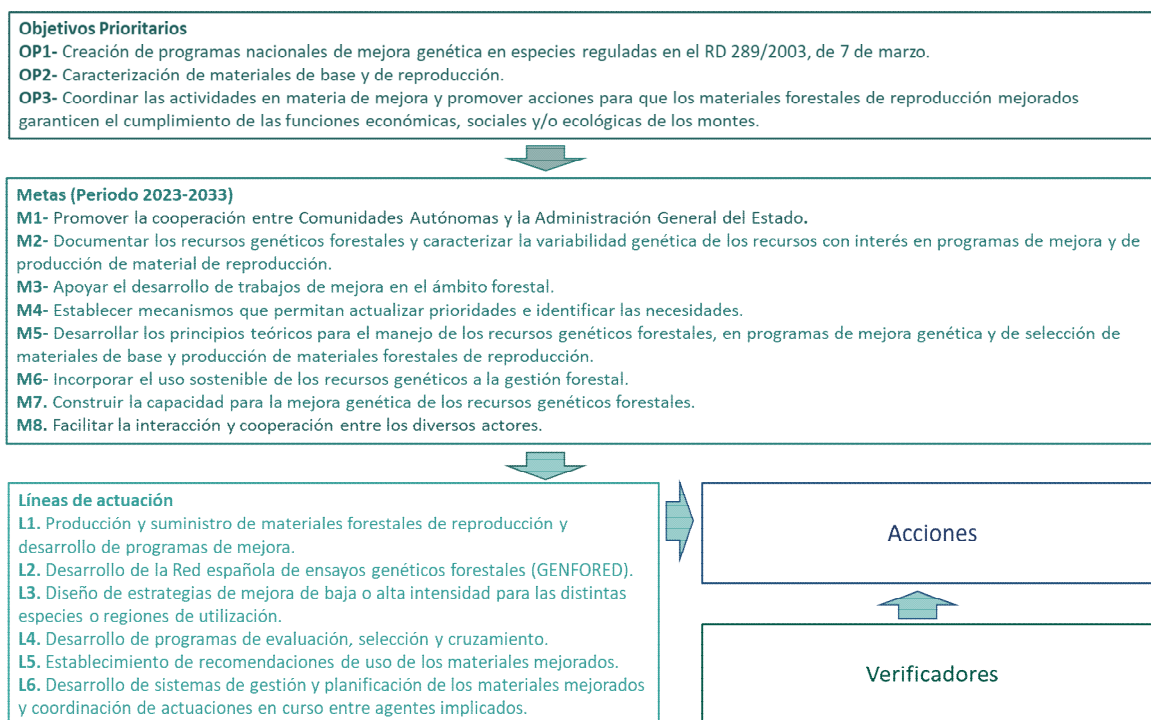 Objetivos Prioritarios
OP1- Creación de programas nacionales de mejora genética en especies reguladas en el RD 289/2003, de 7 de marzo.
OP2- Caracterización de materiales de base y de reproducción.
OP3- Coordinar las actividades en materia de mejora y promover acciones para que los materiales forestales de reproducción mejorados
garanticen el cumplimiento de las funciones económicas, sociales y/o ecológicas de los montes.
Metas (Periodo 2023-2033)
M1- Promover la cooperación entre Comunidades Autónomas y la Administración General del Estado.
M2- Documentar los recursos genéticos forestales y caracterizar la variabilidad genética de los recursos con interés en programas de mejora y de
producción de material de reproducción.
M3- Apoyar el desarrollo de trabajos de mejora en el ámbito forestal.
M4- Establecer mecanismos que permitan actualizar prioridades e identificar las necesidades.
M5- Desarrollar los principios teóricos para el manejo de los recursos genéticos forestales, en programas de mejora genética y de selección de
materiales de base y producción de materiales forestales de reproducción.
M6- Incorporar el uso sostenible de los recursos genéticos a la gestión forestal.
M7. Construir la capacidad para la mejora genética de los recursos genéticos forestales.
M8. Facilitar la interacción y cooperación entre los diversos actores.
Líneas de actuación
L1. Producción y suministro de materiales forestales de reproducción y
desarrollo de programas de mejora.
L2. Desarrollo de la Red española de ensayos genéticos forestales (GENFORED).
L3. Diseño de estrategias de mejora de baja o alta intensidad para las distintas
especies o regiones de utilización.
L4. Desarrollo de programas de evaluación, selección y cruzamiento.
L5. Establecimiento de recomendaciones de uso de los materiales mejorados.
L6. Desarrollo de sistemas de gestión y planificación de los materiales mejorados
y coordinación de actuaciones en curso entre agentes implicados.
Acciones
Verificadores